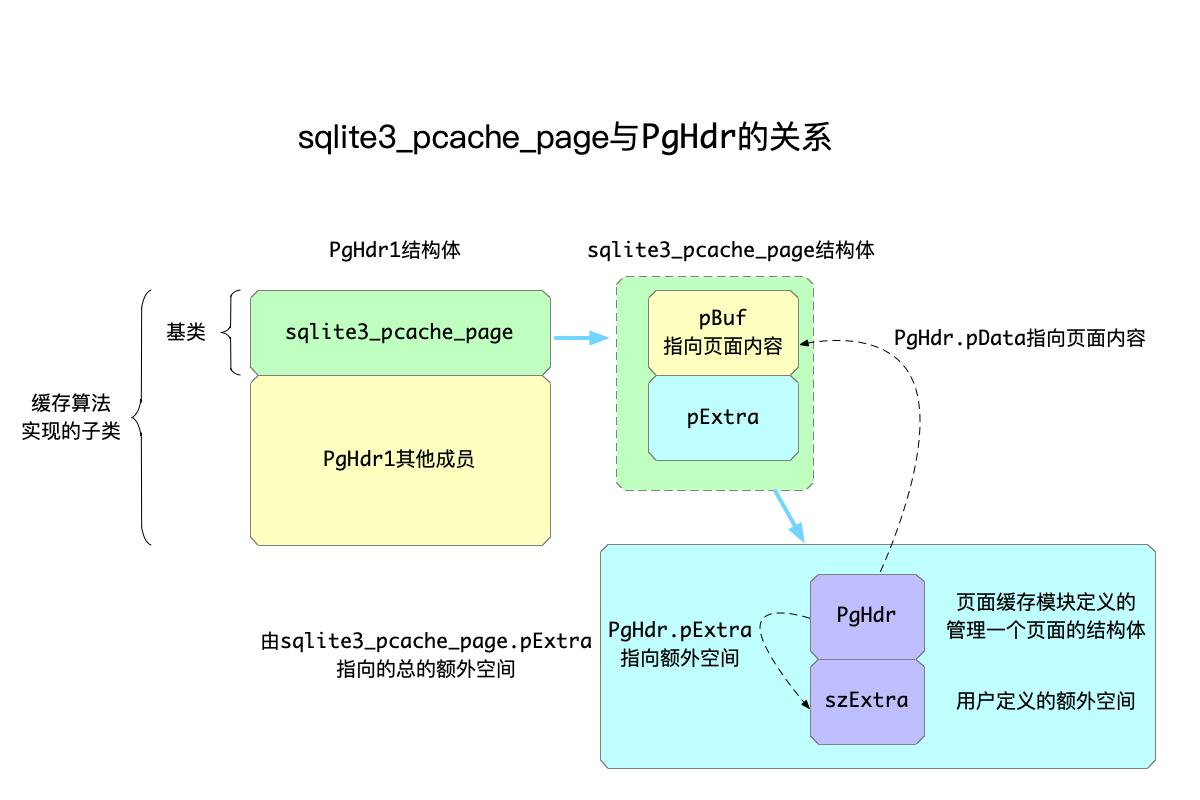 sqlite3_pcache_page与PgHdr的关系
PgHdr1结构体
sqlite3_pcache_page结构体
基类
sqlite3_pcache_page
pBuf
指向页面内容
PgHdr.pData指向页面内容
缓存算法
实现的子类
pExtra
PgHdr1其他成员
由sqlite3_pcache_page.pExtra
指向的总的额外空间
PgHdr.pExtra
指向额外空间
PgHdr
页面缓存模块定义的
管理一个页面的结构体
szExtra
用户定义的额外空间